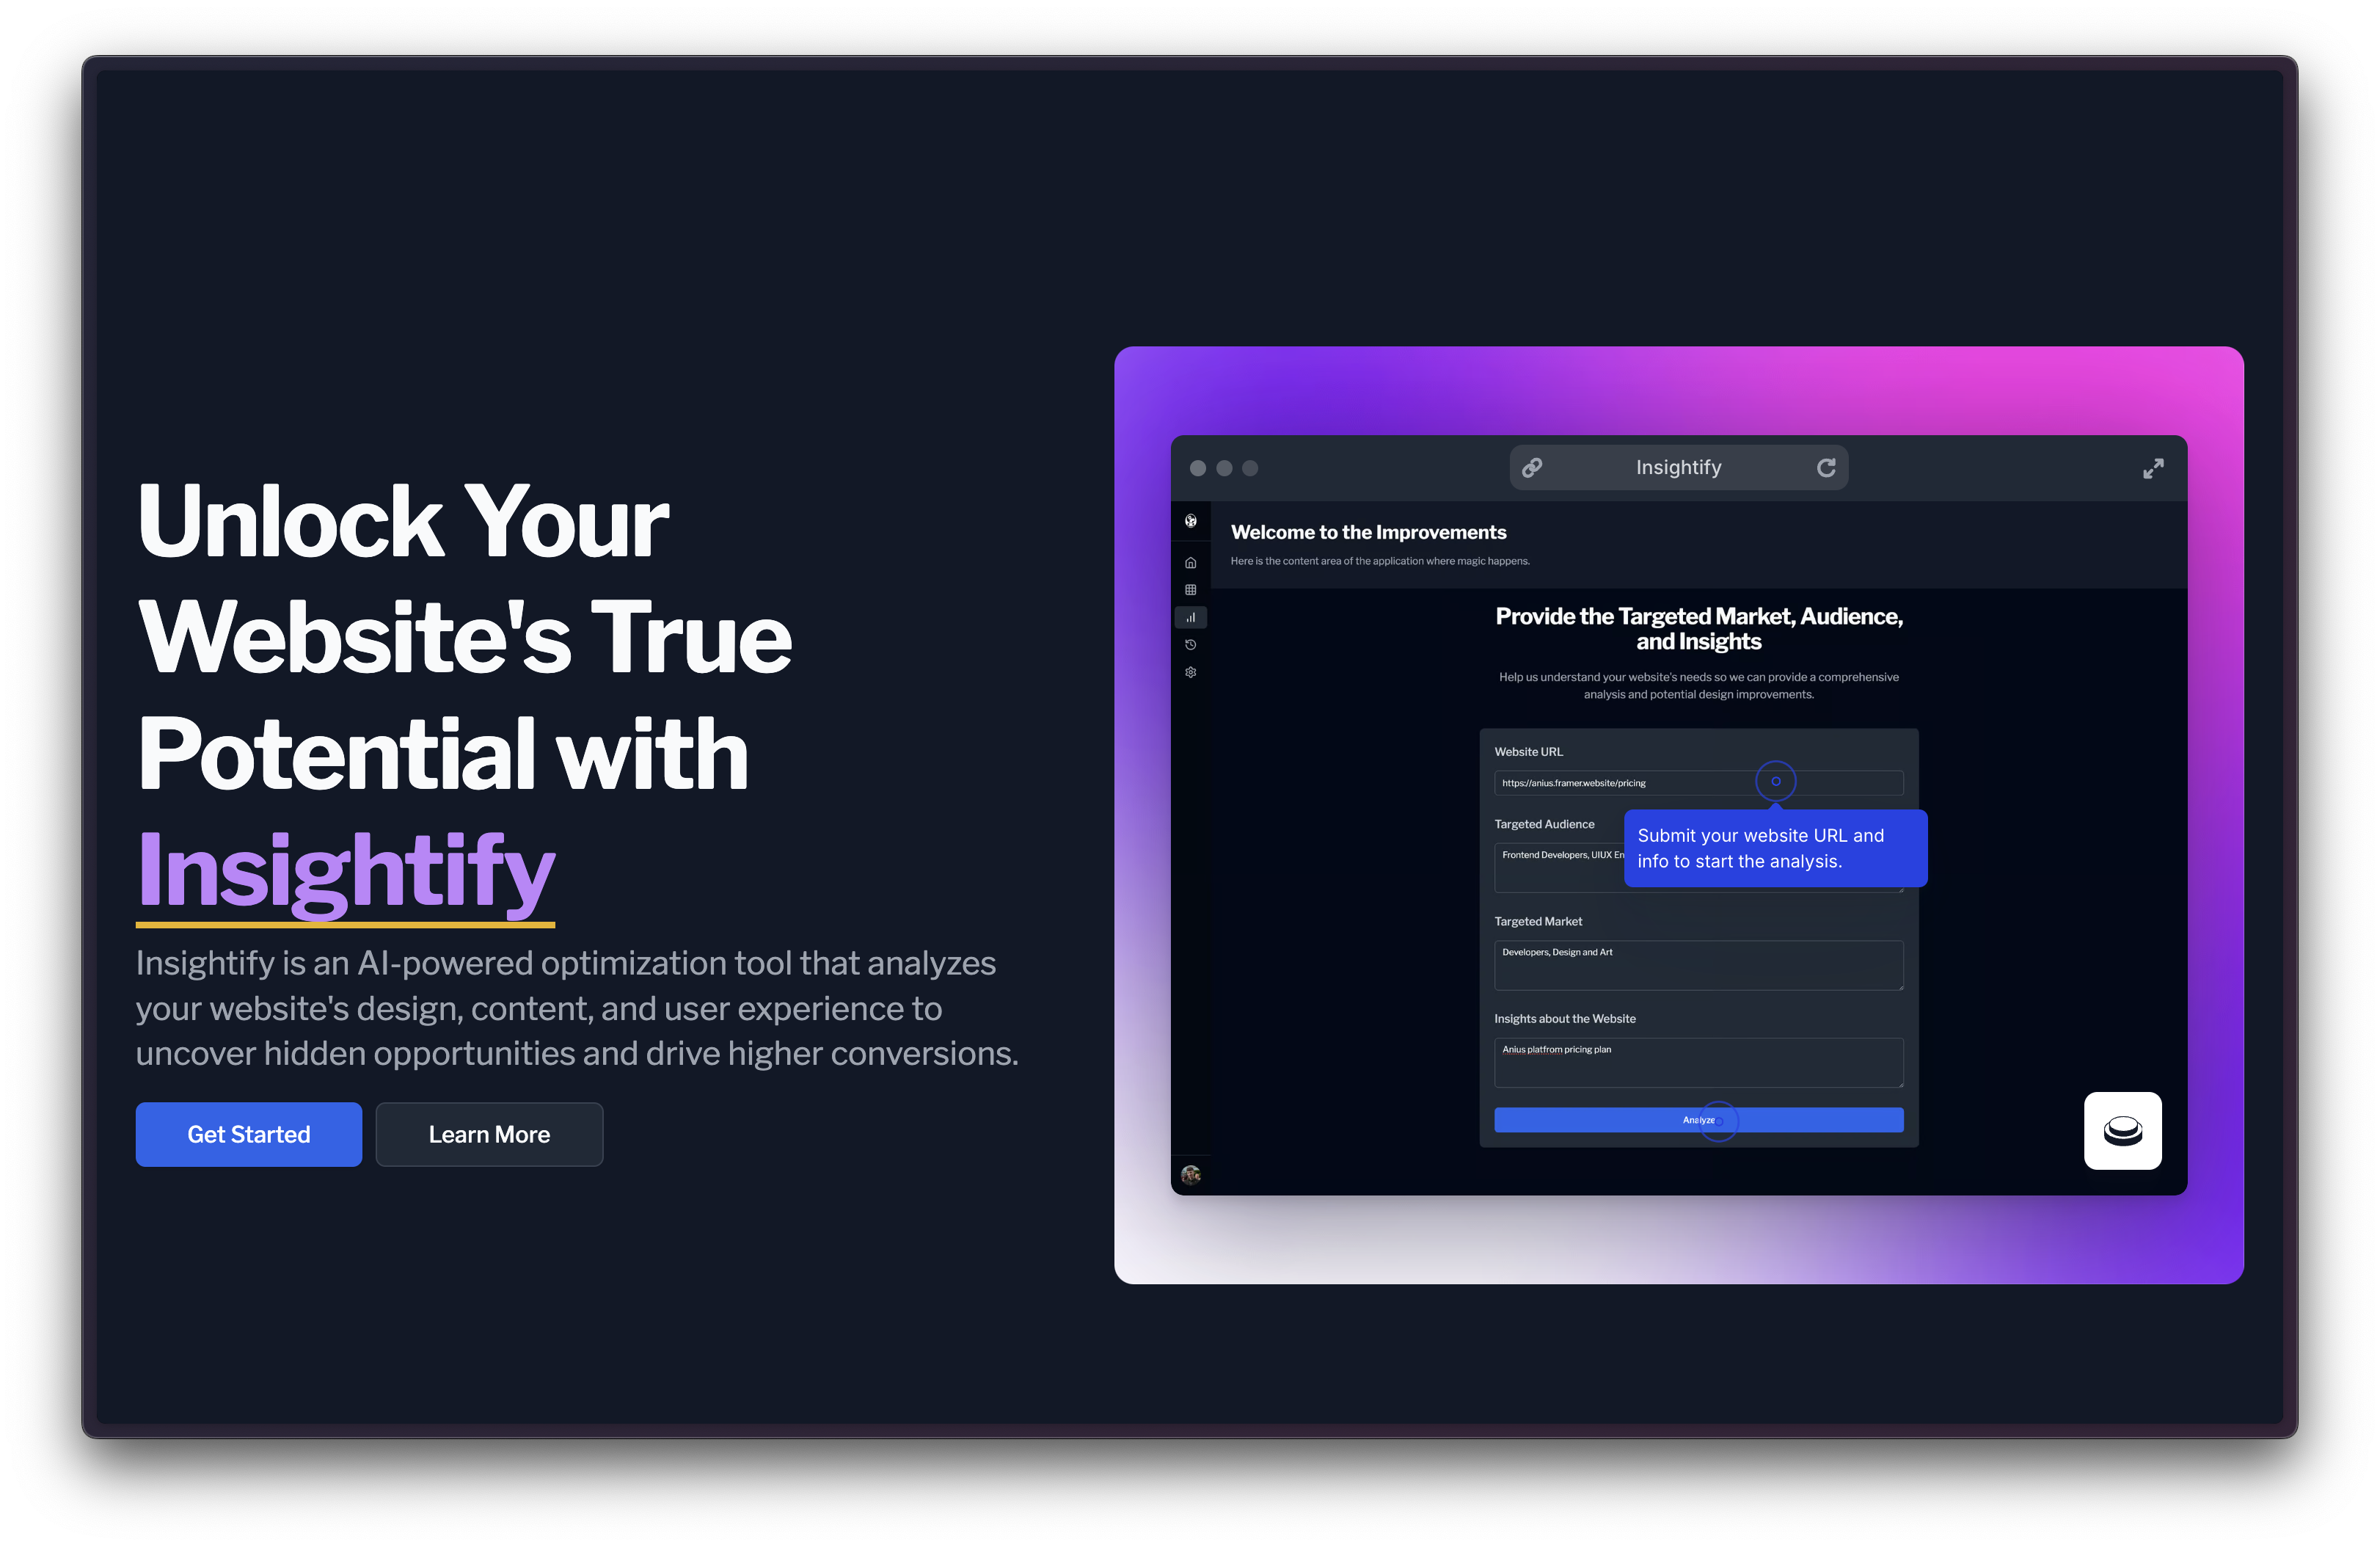 Unlock Your
Website's True
Potential with
Insightify
Insightify is an AI-powered optimization tool that analyzes
your website's design, content, and user experience to
uncover hidden opportunities and drive higher conversions.
Get Started
Learn More
Insightify
Welcome to the Improvements
Here is the content area of the application where magic happens.
Provide the Targeted Market, Audience,
and Insights
Help us understand your website's needs so we can provide a comprehensive
analysis and potential design improvements.
Website URL
https://anius.framer.website/pricing
Submit your website URL and
info to start the analysis.
Targeted Audience
Frontend Developers, UIUX En
Targeted Market
Developers, Design and Art
Insights about the Website
Anius platfrom pricing plan
Analyze